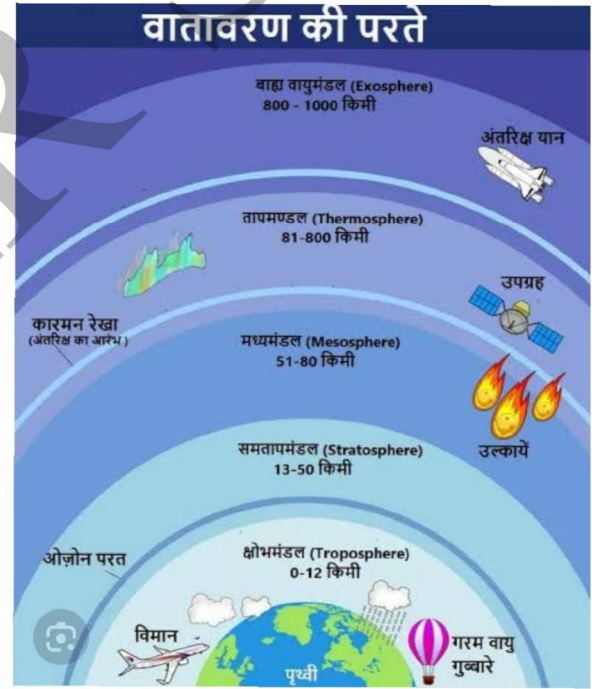 वातावरण की परते
बाह्य वायुमंडल (Exosphere)
800 - 1000 किमी
अंतरिक्ष यान
तापमण्डल (Thermosphere)
81-800 किमी
उपग्रह
कारमन रेखा
(अंतरिक्ष का आरंभ)
मध्यमंडल (Mesosphere)
51-80 किमी
उल्कायें
समतापमंडल (Stratosphere)
13-50 किमी
ओज़ोन परत
क्षोभमंडल (Troposphere)
0-12 किमी
विमान
गरम वायु
गुब्बारे
पृथ्वी